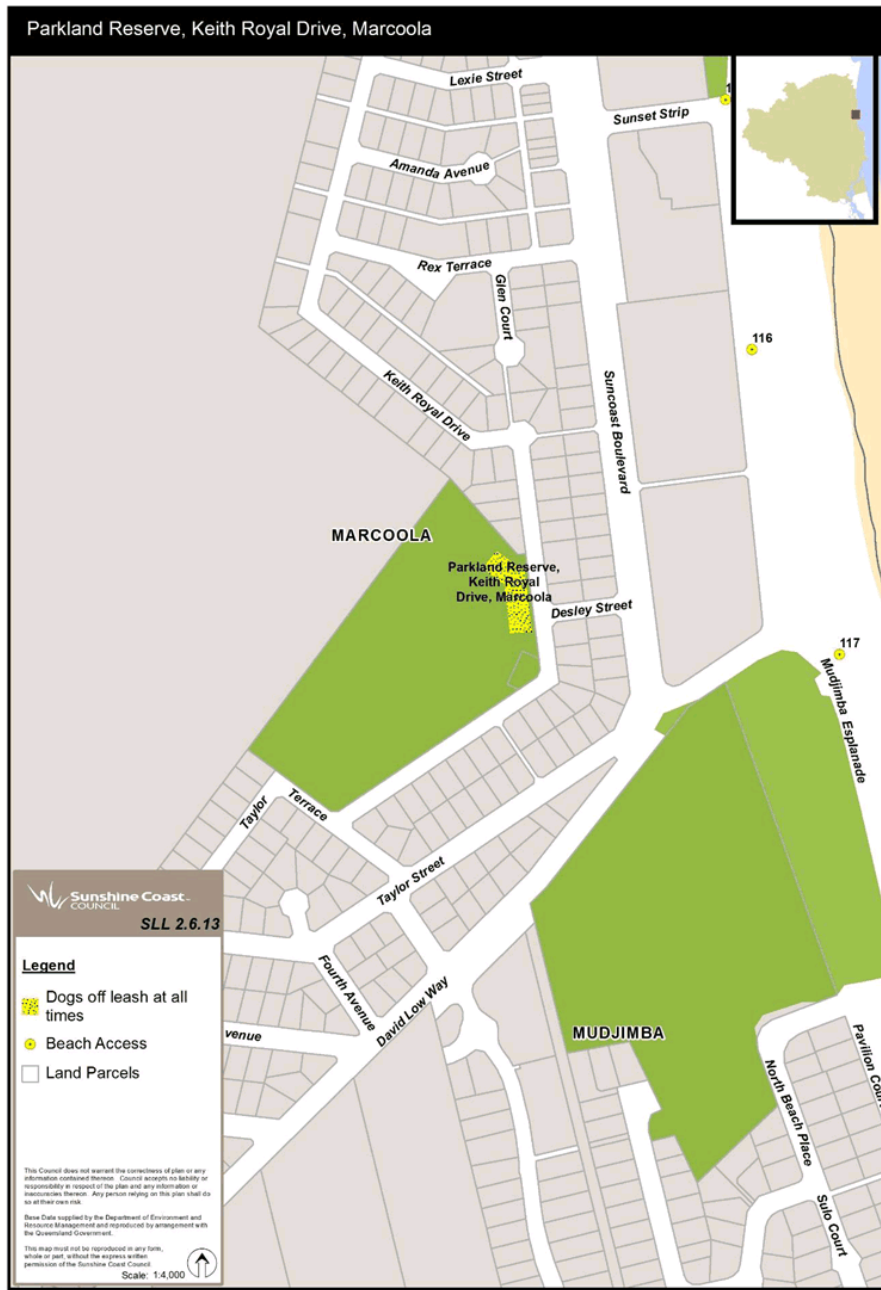 Parkland Reserve, Keith Royal Drive, Marcoola
Lexie Street
Sunset Strip
Amanda Avenue
Rex Terrace
Glen Court
116
Keith Royal Drive
Suncoast Boulevard
MARCOOLA
Parkland Reserve,
Keith Royal
Drive, Marcoola
Desley Street
117
Mudjimba Esplanade
Taylor
Terrace
Taylor Street
Fourth Avenue
David Low Way
venue
MUDJIMBA
North Beach Place
Pavilion Court
Sulo Court
Sunshine Coast
COUNCIL
SLL 2.6.13
Legend
Dogs off leash at all
times
Beach Access
Land Parcels
This Council does not warrant the correctness of plan or any
information contained thereon. Council accepts no liability or
responsibility in respect of the plan and any information or
inaccuracies thereon. Any person relying on this plan shall do
so at their own risk
Base Data supplied by the Department of Environment and
Resource Management and reproduced by arrangement with
the Queensland Government.
This map must not be reproduced in any form,
whole or part, without the express written
permission of the Sunshine Coast Council.
Scale: 1:4,000